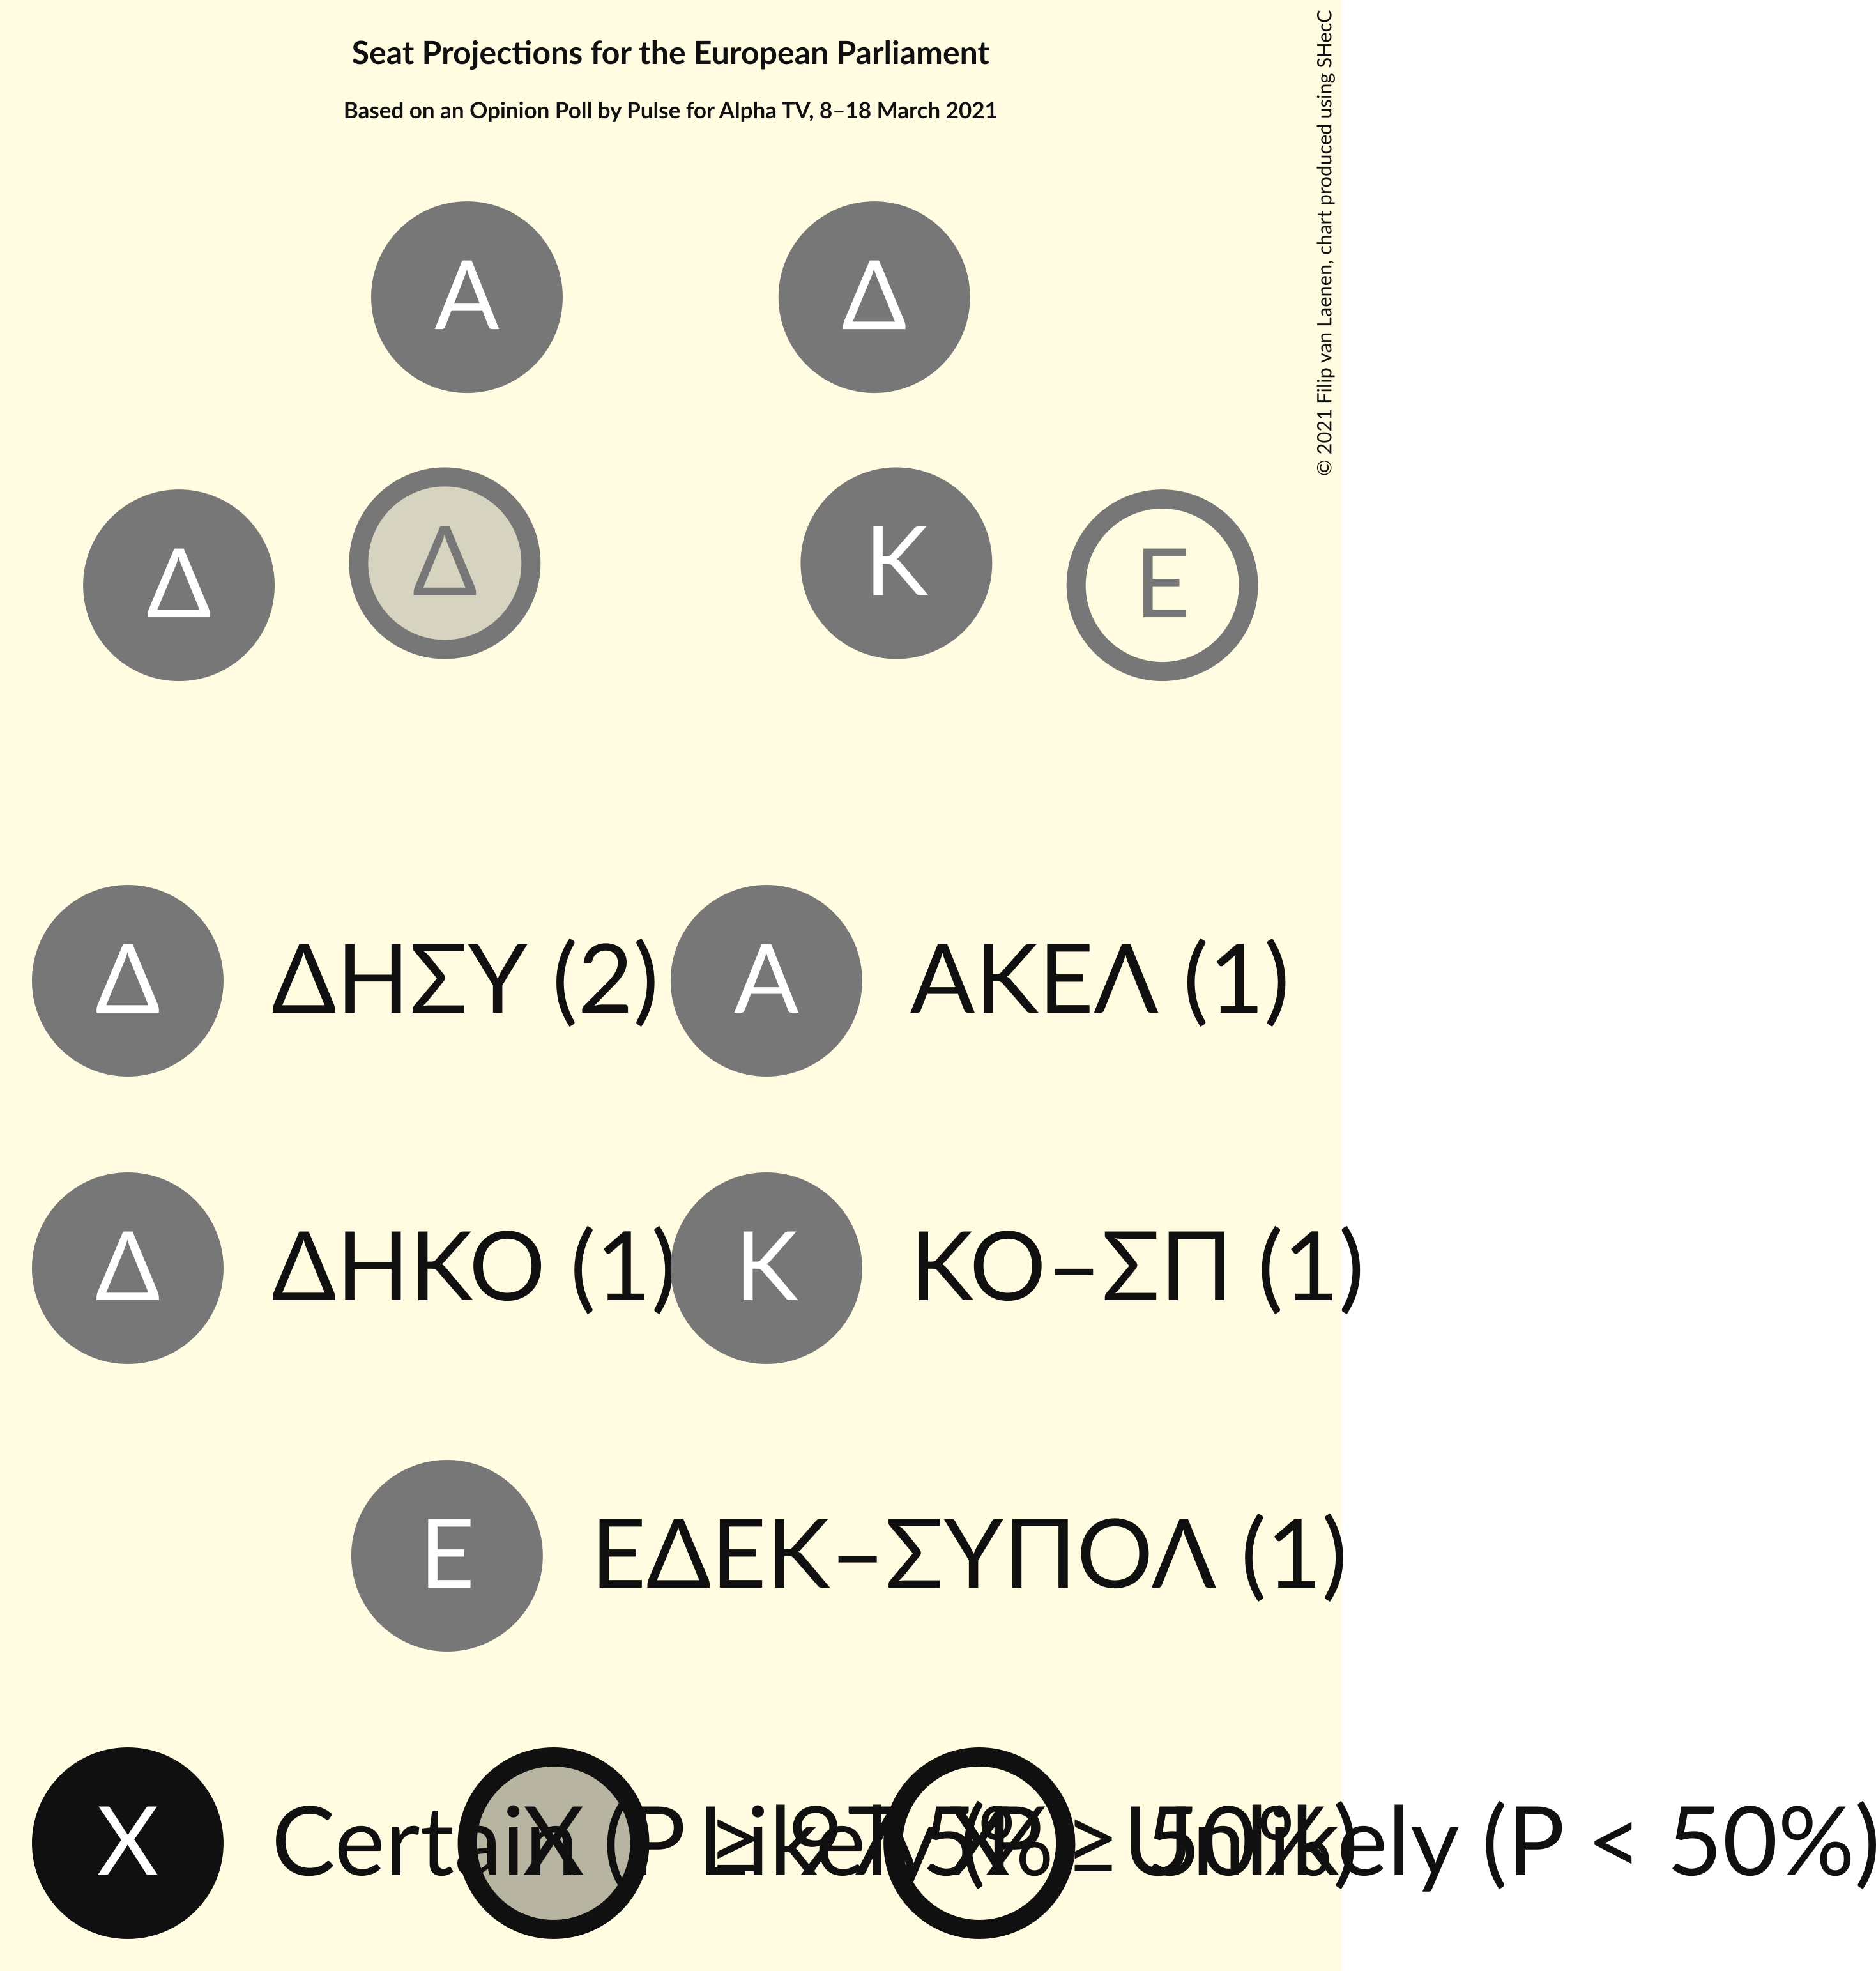 Seat Projections for the European Parliament
Based on an Opinion Poll by Pulse for Alpha TV, 8–18 March 2021
© 2021 Filip van Laenen, chart produced using SHecC
Α Δ
Δ Δ Κ Ε
Δ ΔΗΣΥ (2) Α ΑΚΕΛ (1)
Δ ΔΗΚΟ (1) Κ ΚΟ–ΣΠ (1)
Ε ΕΔΕΚ–ΣΥΠΟΛ (1)
X Certain (P ≥ 97.5%) X Likely (P ≥ 50%) X Unlikely (P < 50%)